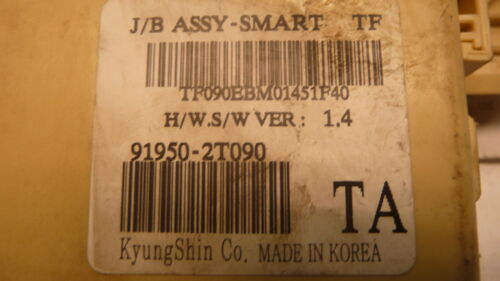 J/B ASSY-SMART TF
TF090EBM01451F40
H/W.S/W VER : 1.4
91950-2T090
TA
KyungShin Co. MADE IN KOREA